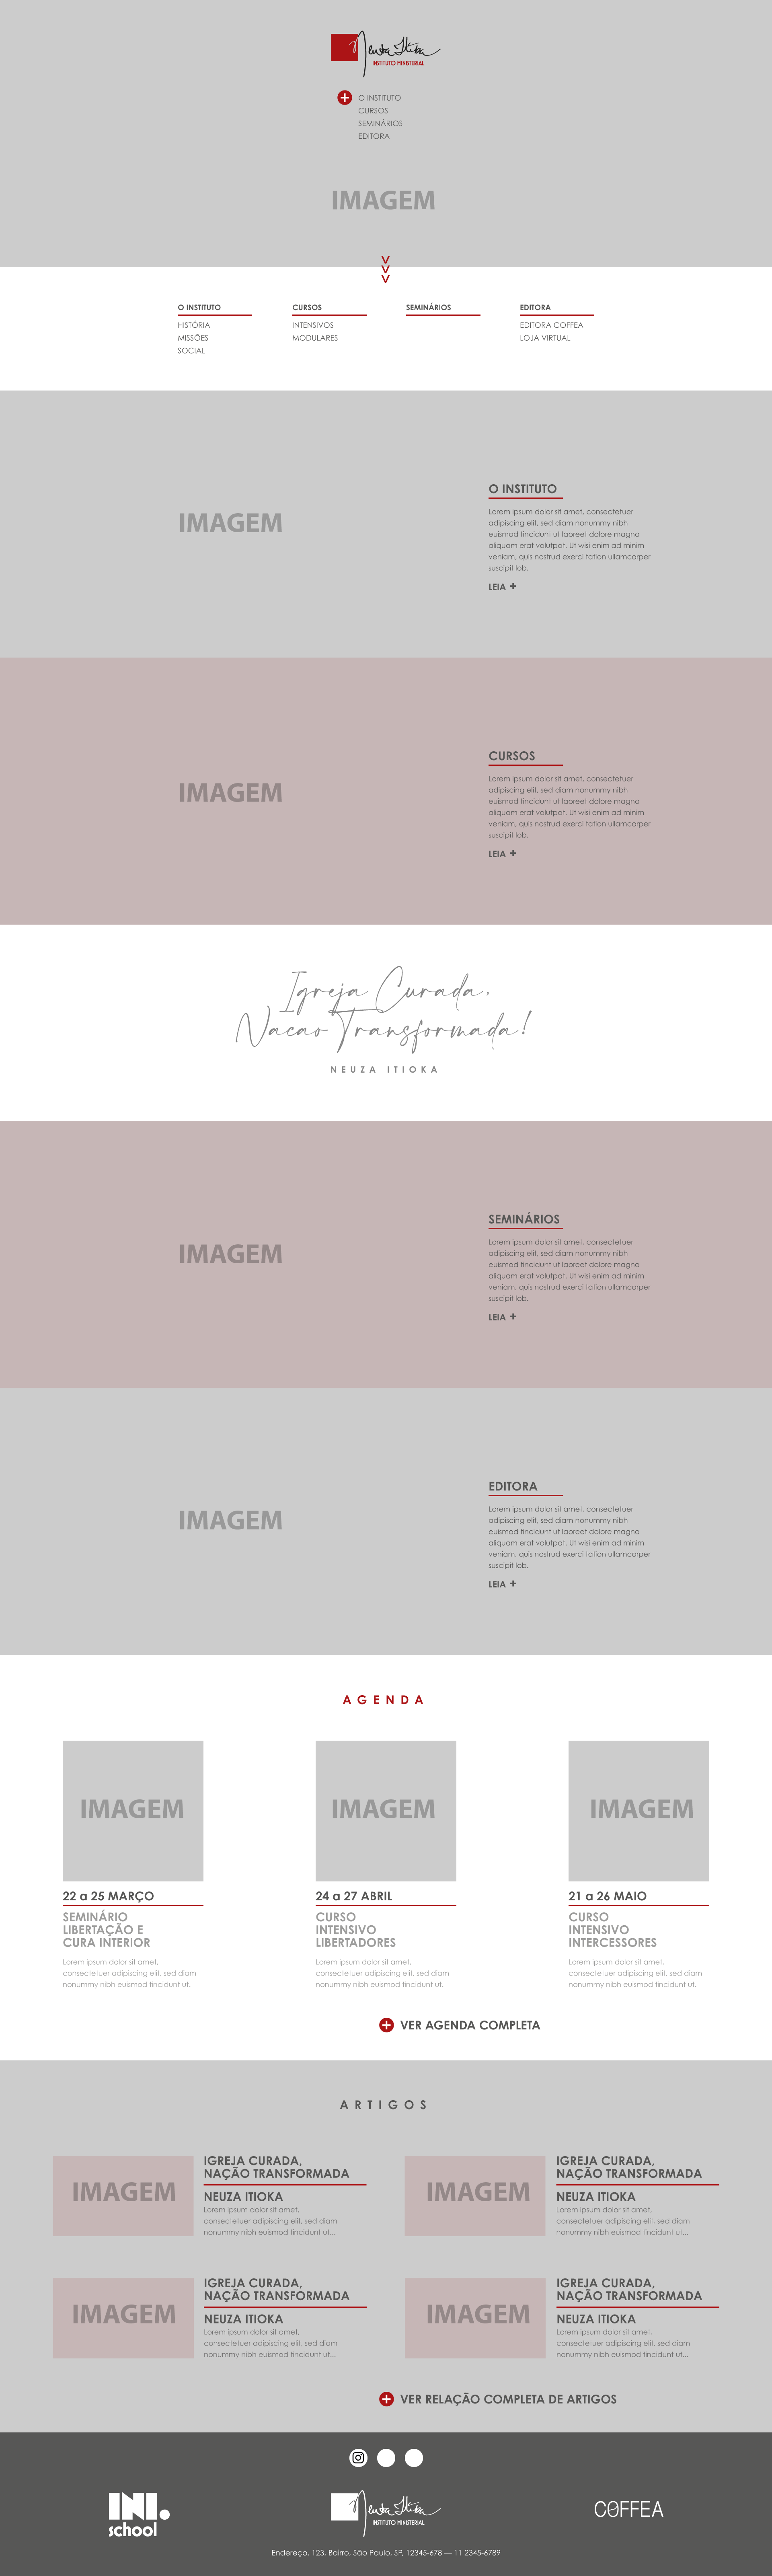 Neuza Itioka
INSTITUTO MINISTERIAL
O INSTITUTO
CURSOS
SEMINÁRIOS
EDITORA
IMAGEM
O INSTITUTO
HISTÓRIA
MISSÕES
SOCIAL
CURSOS
INTENSIVOS
MODULARES
SEMINÁRIOS
EDITORA
EDITORA COFFEA
LOJA VIRTUAL
IMAGEM
O INSTITUTO
Lorem ipsum dolor sit amet, consectetuer
adipiscing elit, sed diam nonummy nibh
euismod tincidunt ut laoreet dolore magna
aliquam erat volutpat. Ut wisi enim ad minim
veniam, quis nostrud exerci tation ullamcorper
suscipit lob.
LEIA +
IMAGEM
CURSOS
Lorem ipsum dolor sit amet, consectetuer
adipiscing elit, sed diam nonummy nibh
euismod tincidunt ut laoreet dolore magna
aliquam erat volutpat. Ut wisi enim ad minim
veniam, quis nostrud exerci tation ullamcorper
suscipit lob.
LEIA +
Igreja Curada,
Nacao Transformada!
NEUZA ITIOKA
IMAGEM
SEMINÁRIOS
Lorem ipsum dolor sit amet, consectetuer
adipiscing elit, sed diam nonummy nibh
euismod tincidunt ut laoreet dolore magna
aliquam erat volutpat. Ut wisi enim ad minim
veniam, quis nostrud exerci tation ullamcorper
suscipit lob.
LEIA +
IMAGEM
EDITORA
Lorem ipsum dolor sit amet, consectetuer
adipiscing elit, sed diam nonummy nibh
euismod tincidunt ut laoreet dolore magna
aliquam erat volutpat. Ut wisi enim ad minim
veniam, quis nostrud exerci tation ullamcorper
suscipit lob.
LEIA +
AGENDA
IMAGEM
22 a 25 MARÇO
SEMINÁRIO
LIBERTAÇÃO E
CURA INTERIOR
Lorem ipsum dolor sit amet,
consectetuer adipiscing elit, sed diam
nonummy nibh euismod tincidunt ut.
IMAGEM
24 a 27 ABRIL
CURSO
INTENSIVO
LIBERTADORES
Lorem ipsum dolor sit amet,
consectetuer adipiscing elit, sed diam
nonummy nibh euismod tincidunt ut.
IMAGEM
21 a 26 MAIO
CURSO
INTENSIVO
INTERCESSORES
Lorem ipsum dolor sit amet,
consectetuer adipiscing elit, sed diam
nonummy nibh euismod tincidunt ut.
VER AGENDA COMPLETA
ARTIGOS
IMAGEM
IGREJA CURADA,
NAÇÃO TRANSFORMADA
NEUZA ITIOKA
Lorem ipsum dolor sit amet,
consectetuer adipiscing elit, sed diam
nonummy nibh euismod tincidunt ut...
IMAGEM
IGREJA CURADA,
NAÇÃO TRANSFORMADA
NEUZA ITIOKA
Lorem ipsum dolor sit amet,
consectetuer adipiscing elit, sed diam
nonummy nibh euismod tincidunt ut...
IMAGEM
IGREJA CURADA,
NAÇÃO TRANSFORMADA
NEUZA ITIOKA
Lorem ipsum dolor sit amet,
consectetuer adipiscing elit, sed diam
nonummy nibh euismod tincidunt ut...
IMAGEM
IGREJA CURADA,
NAÇÃO TRANSFORMADA
NEUZA ITIOKA
Lorem ipsum dolor sit amet,
consectetuer adipiscing elit, sed diam
nonummy nibh euismod tincidunt ut...
VER RELAÇÃO COMPLETA DE ARTIGOS
INI.
school
Neuza Itioka
INSTITUTO MINISTERIAL
COFFEA
Endereço, 123, Bairro, São Paulo, SP, 12345-678 — 11 2345-6789